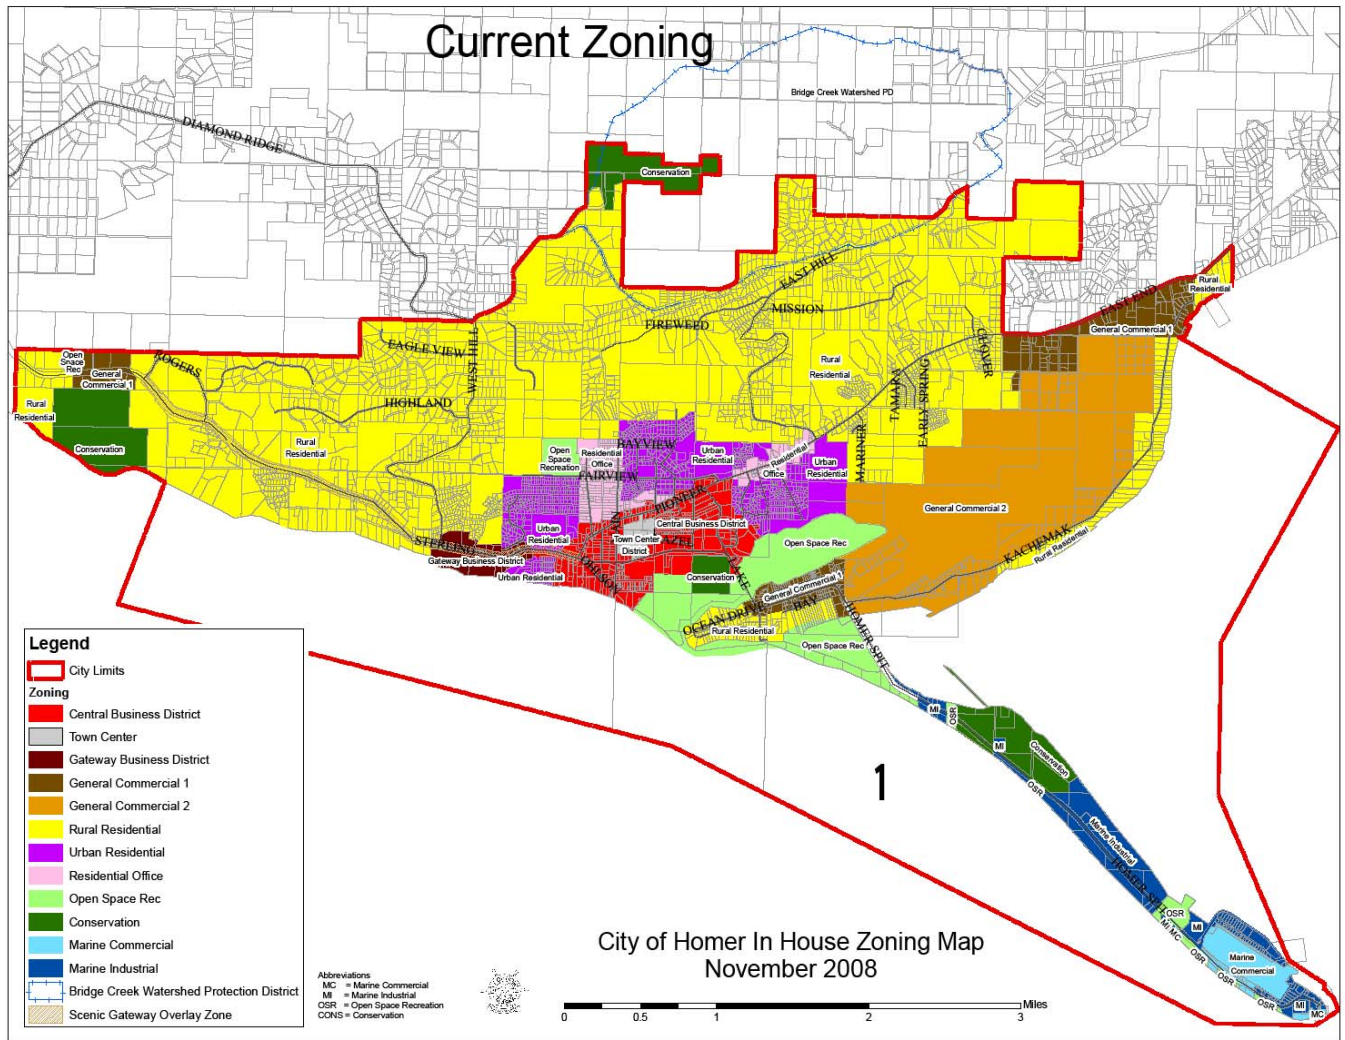 Current Zoning
Bridge Creek Watershed PD
DIAMOND RIDGE
Conservation
EAST HILL
MISSION
FIREWEED
EAST END
Rural
Residential
General Commercial 1
Open
Space
Rec
General
Commercial 1
ROGERS
EAGLE VIEW
WEST HILL
HIGHLAND
Rural
Residential
Conservation
Rural
Residential
Rural
Residential
TAMARA
EARLY SPRING
MARINER
BAYVIEW
Open
Space
Recreation
Residential
Office
FAIRVIEW
Urban
Residential
Residential
Office
Urban
Residential
PIONEER
Central Business District
Town Center
District
General Commercial 2
Urban
Residential
STERLING
Gateway Business District
Urban Residential
OHLSON
Conservation
LAKE
Open Space Rec
KACHEMAK
Rural Residential
General Commercial 1
OCEAN DRIVE
BAY
Rural Residential
HOMER SPIT
Open Space Rec
MI
OSR
MI
Conservation
OSR
Marine Industrial
HOMER SPIT
OSR
MI
MI
MC
OSR
Marine
Commercial
OSR
OSR
MI
MC
1
Legend
City Limits
Zoning
Central Business District
Town Center
Gateway Business District
General Commercial 1
General Commercial 2
Rural Residential
Urban Residential
Residential Office
Open Space Rec
Conservation
Marine Commercial
Marine Industrial
Bridge Creek Watershed Protection District
Scenic Gateway Overlay Zone
Abbreviations
MC = Marine Commercial
MI = Marine Industrial
OSR = Open Space Recreation
CONS = Conservation
City of Homer In House Zoning Map
November 2008
0 0.5 1 2 3 Miles